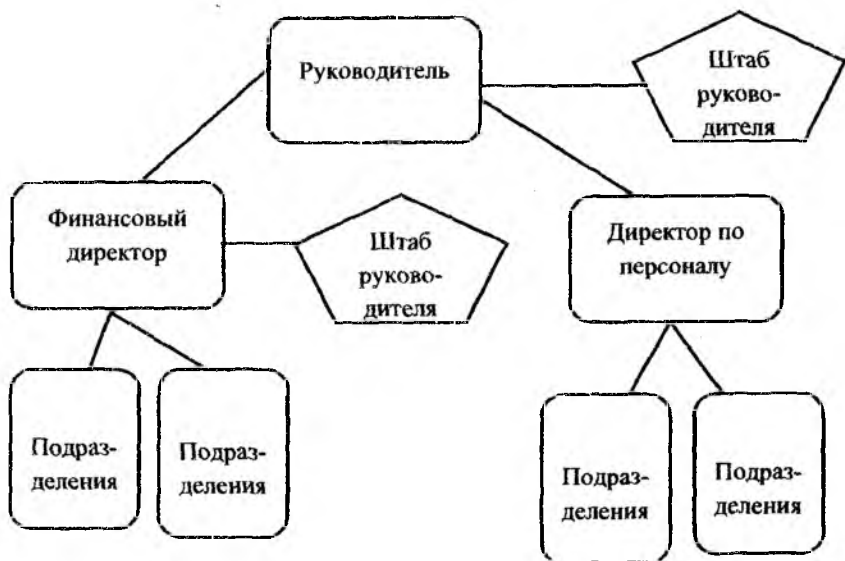 Руководитель
Штаб
руково-
дителя
Финансовый
директор
Штаб
руково-
дителя
Директор по
персоналу
Подраз-
деления
Подраз-
деления
Подраз-
деления
Подраз-
деления